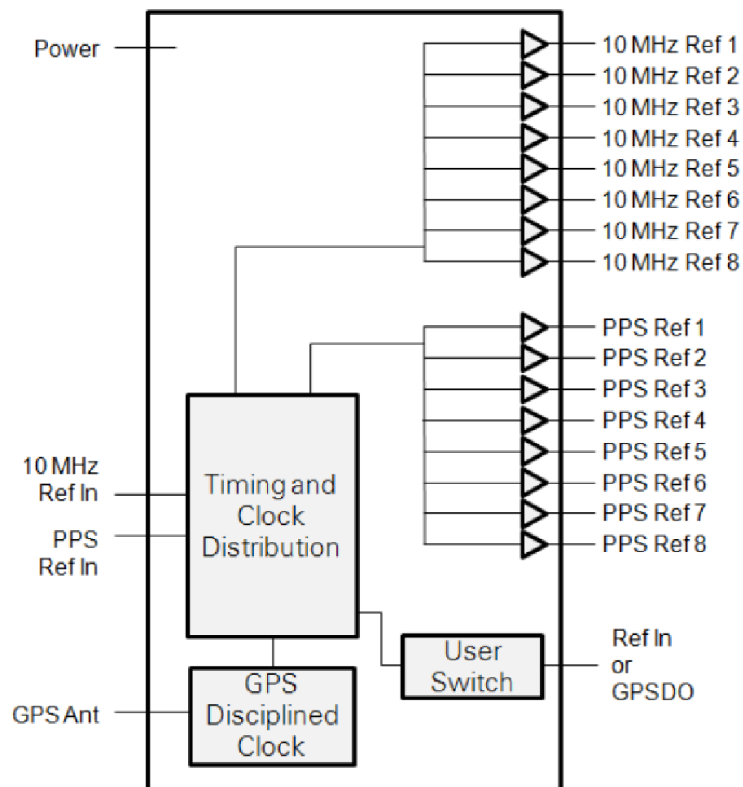 Power
10 MHz Ref 1
10 MHz Ref 2
10 MHz Ref 3
10 MHz Ref 4
10 MHz Ref 5
10 MHz Ref 6
10 MHz Ref 7
10 MHz Ref 8
PPS Ref 1
PPS Ref 2
PPS Ref 3
PPS Ref 4
PPS Ref 5
PPS Ref 6
PPS Ref 7
PPS Ref 8
10 MHz
Ref In
PPS
Ref In
Timing and
Clock
Distribution
User
Switch
Ref In
or
GPSDO
GPS Ant
GPS
Disciplined
Clock